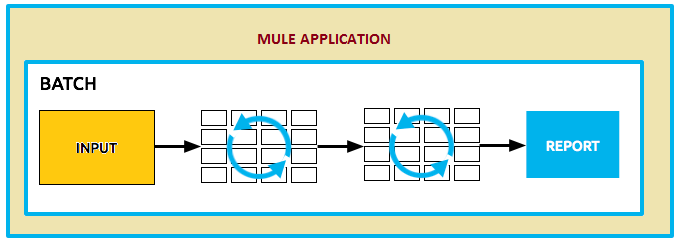 MULE APPLICATION
BATCH
INPUT
REPORT